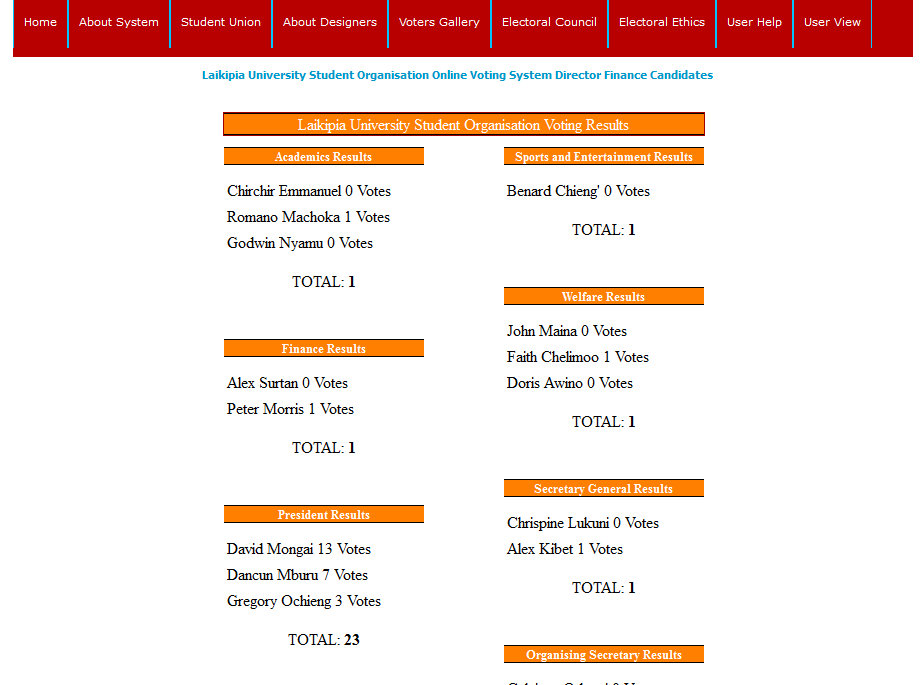 Home About System Student Union About Designers Voters Gallery Electoral Council Electoral Ethics User Help User View
Laikipia University Student Organisation Online Voting System Director Finance Candidates
Laikipia University Student Organisation Voting Results
Academics Results
Chirchir Emmanuel 0 Votes
Romano Machoka 1 Votes
Godwin Nyamu 0 Votes
TOTAL: 1
Finance Results
Alex Surtan 0 Votes
Peter Morris 1 Votes
TOTAL: 1
President Results
David Mongai 13 Votes
Dancun Mburu 7 Votes
Gregory Ochieng 3 Votes
TOTAL: 23
Sports and Entertainment Results
Benard Chieng' 0 Votes
TOTAL: 1
Welfare Results
John Maina 0 Votes
Faith Chelimoo 1 Votes
Doris Awino 0 Votes
TOTAL: 1
Secretary General Results
Chrispine Lukuni 0 Votes
Alex Kibet 1 Votes
TOTAL: 1
Organising Secretary Results